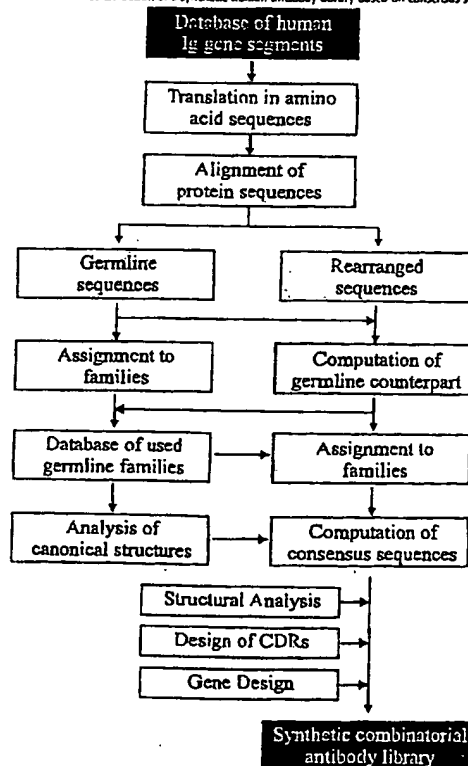 Database of human
Ig gene segments
Translation in amino
acid sequences
Alignment of
protein sequences
Germline
sequences
Rearranged
sequences
Assignment to
families
Computation of
germline counterpart
Database of used
germline families
Assignment to
families
Analysis of
canonical structures
Computation of
consensus sequences
Structural Analysis
Design of CDRs
Gene Design
Synthetic combinatorial
antibody library